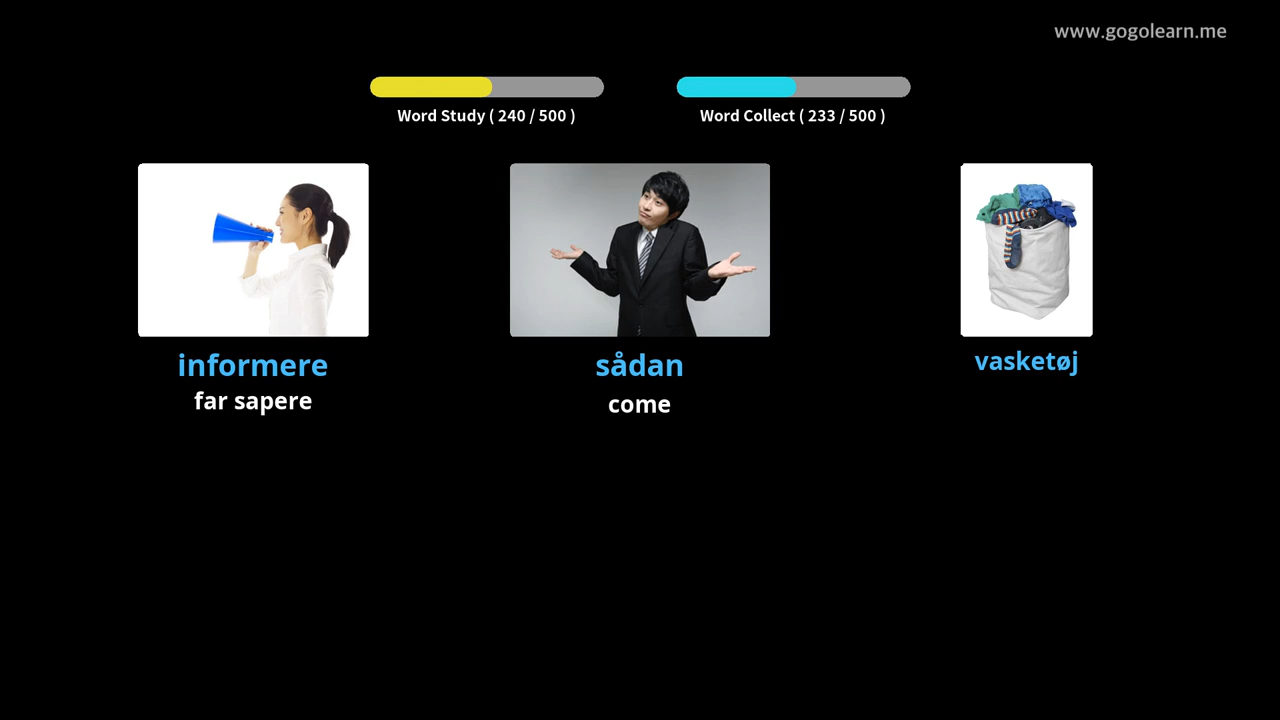 www.gogolearn.me
Word Study ( 240 / 500 )
Word Collect ( 233 / 500 )
informere
far sapere
sådan
come
vasketøj